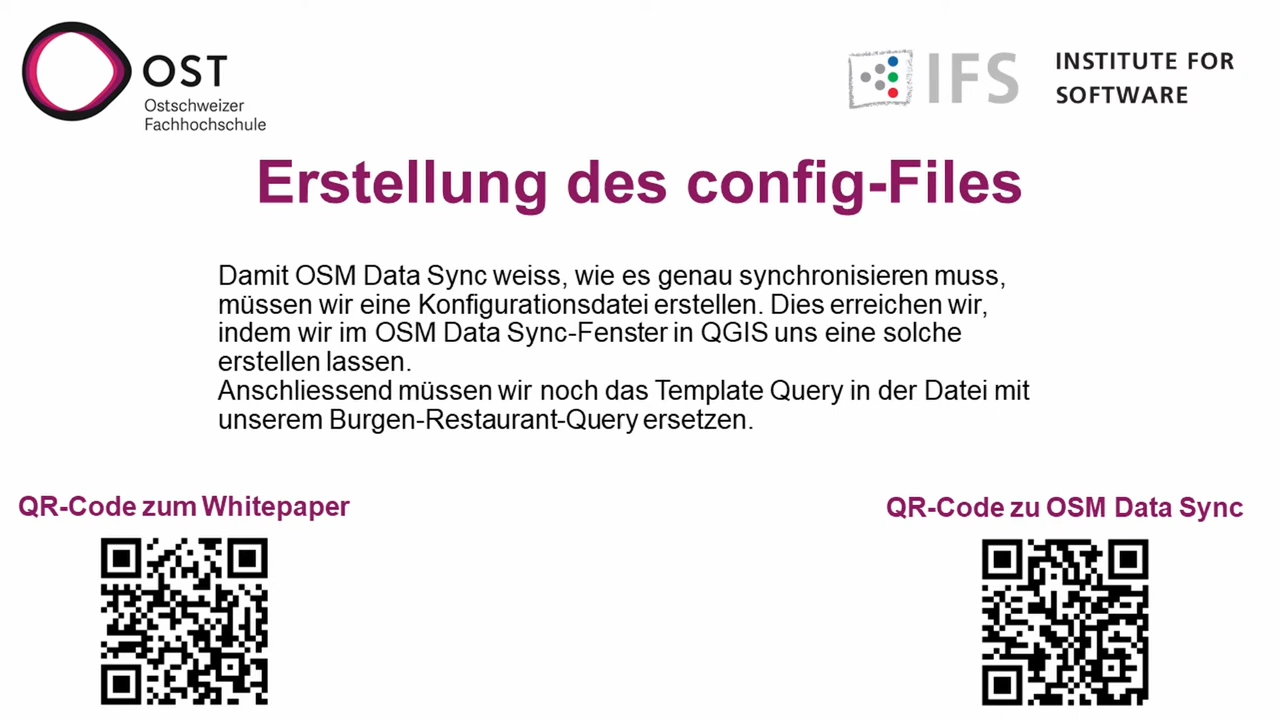 OST
Ostschweizer
Fachhochschule
IFS
INSTITUTE FOR
SOFTWARE
Erstellung des config-Files
Damit OSM Data Sync weiss, wie es genau synchronisieren muss,
müssen wir eine Konfigurationsdatei erstellen. Dies erreichen wir,
indem wir im OSM Data Sync-Fenster in QGIS uns eine solche
erstellen lassen.
Anschliessend müssen wir noch das Template Query in der Datei mit
unserem Burgen-Restaurant-Query ersetzen.
QR-Code zum Whitepaper
QR-Code zu OSM Data Sync